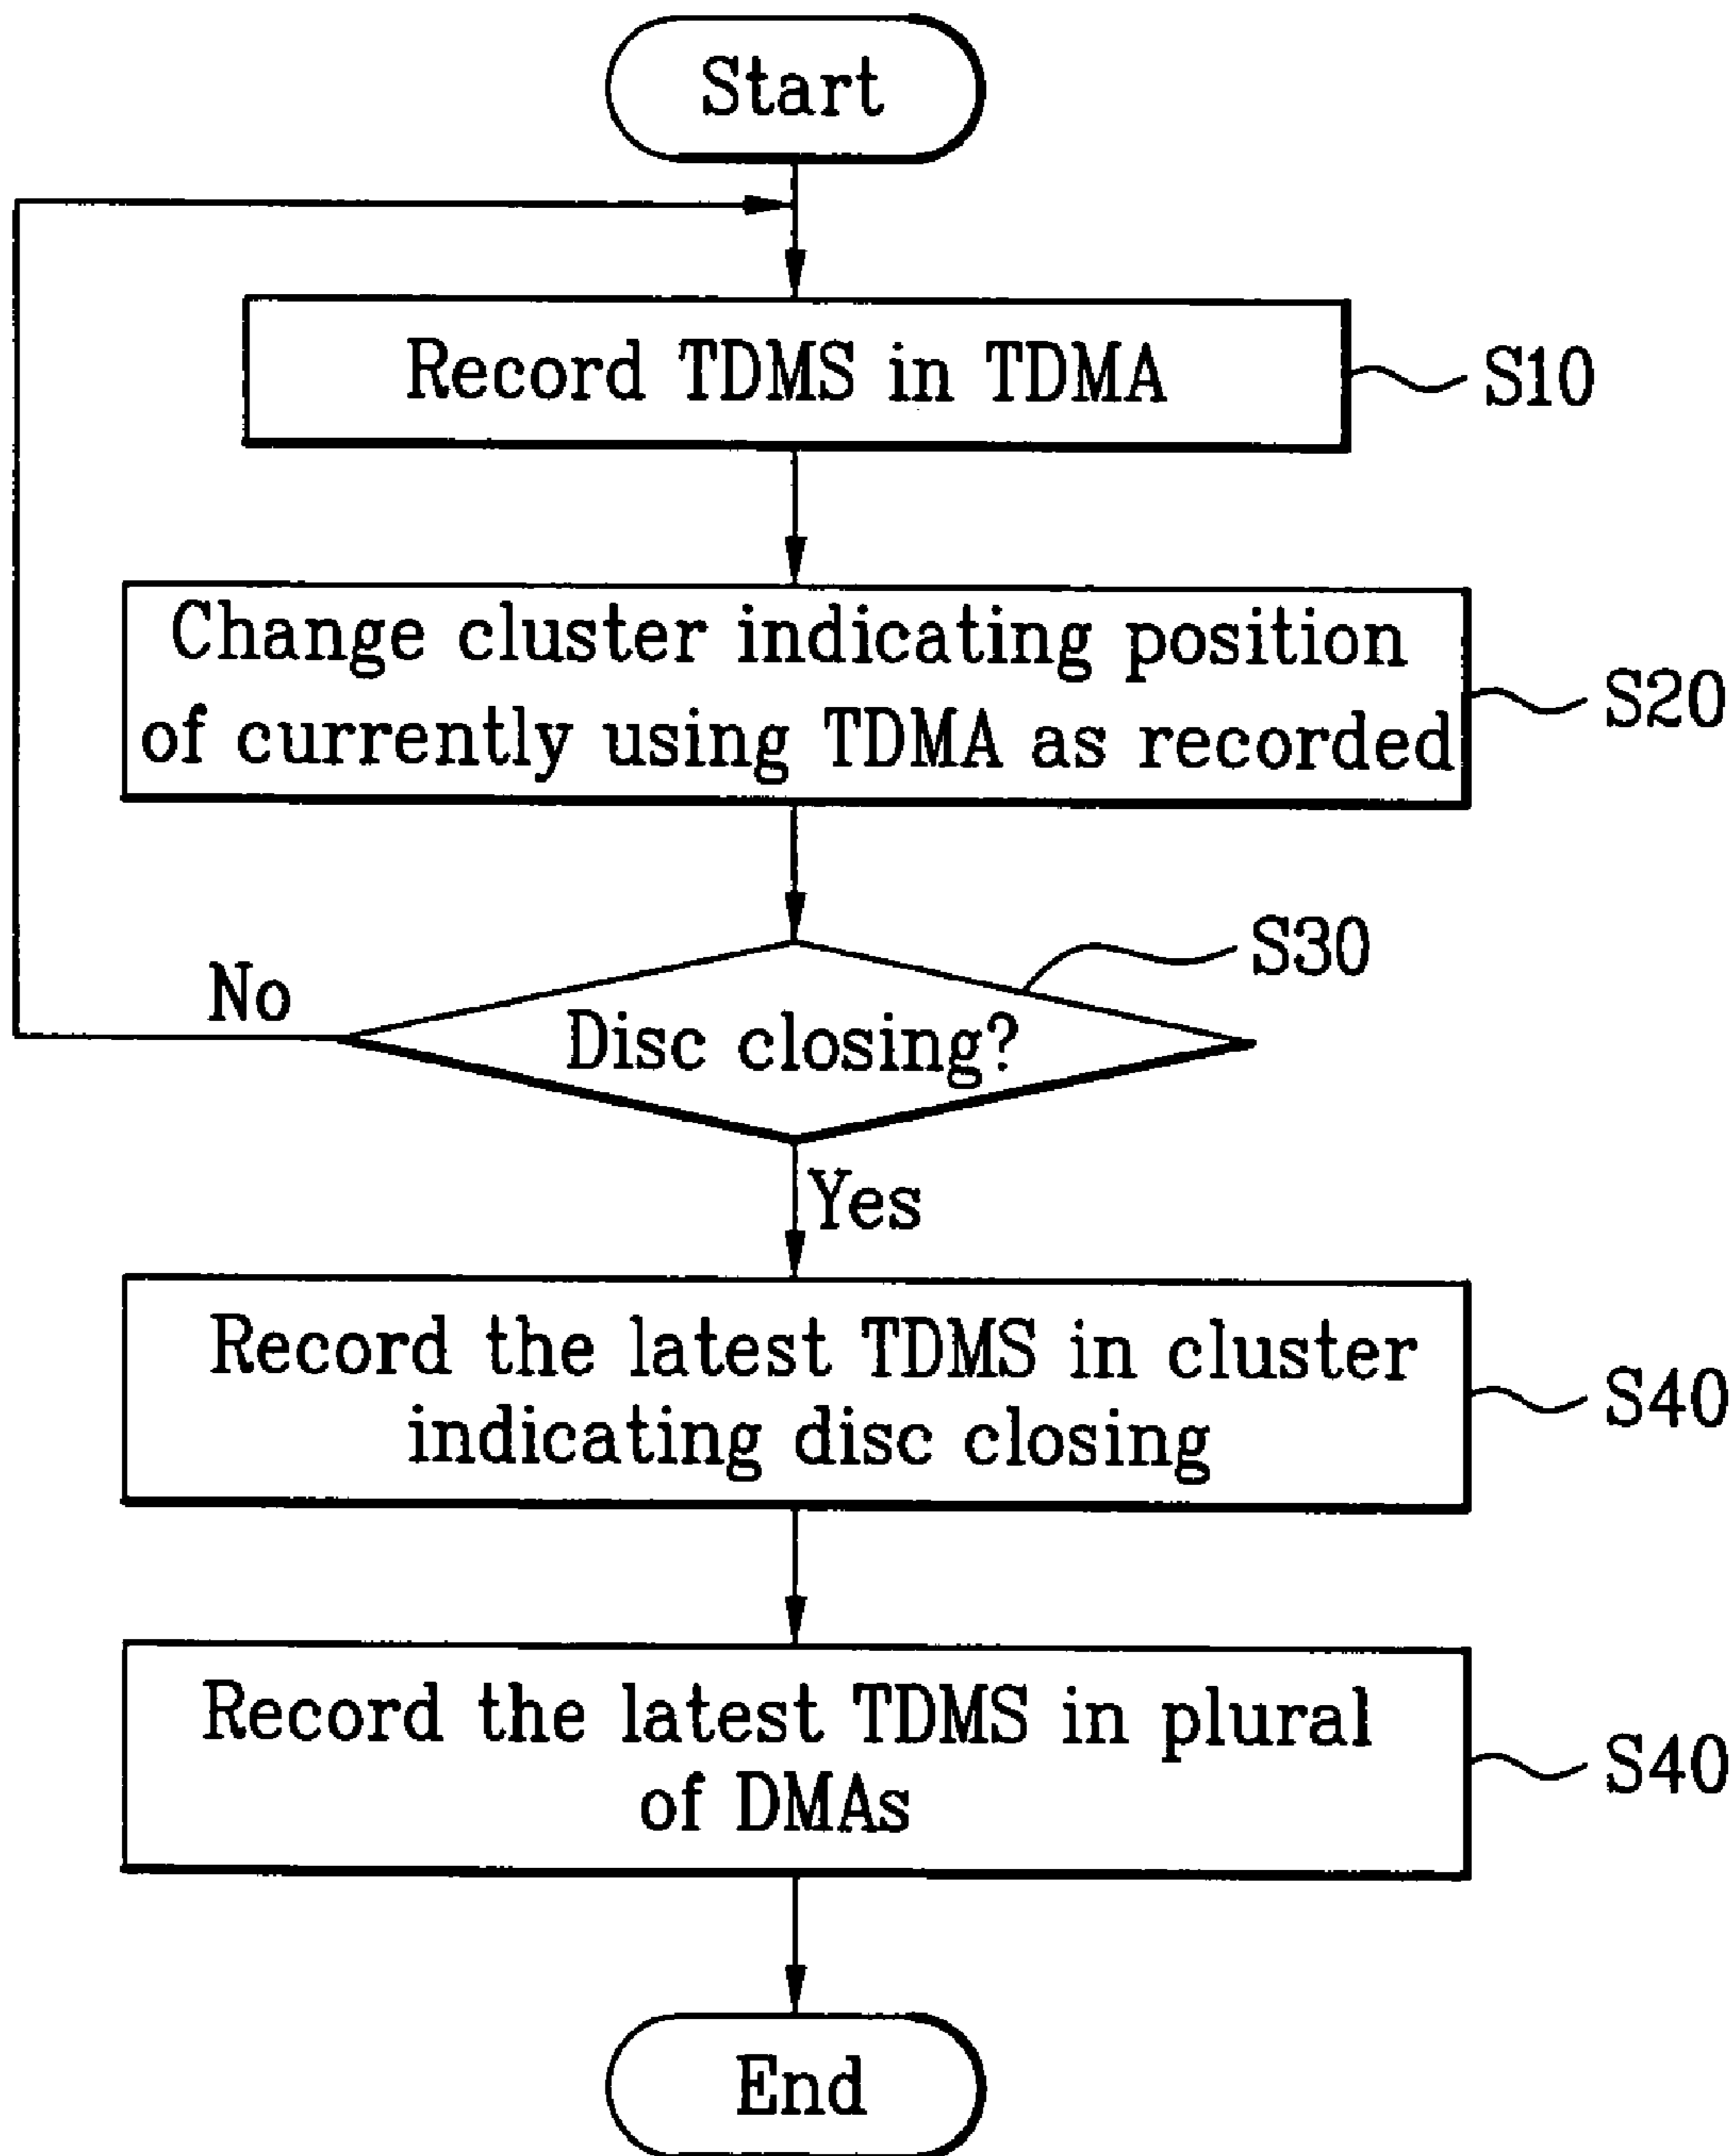 Start
Record TDMS in TDMA
S10
Change cluster indicating position
of currently using TDMA as recorded
S20
S30
No
Disc closing?
Yes
Record the latest TDMS in cluster
indicating disc closing
S40
Record the latest TDMS in plural
of DMAs
S40
End